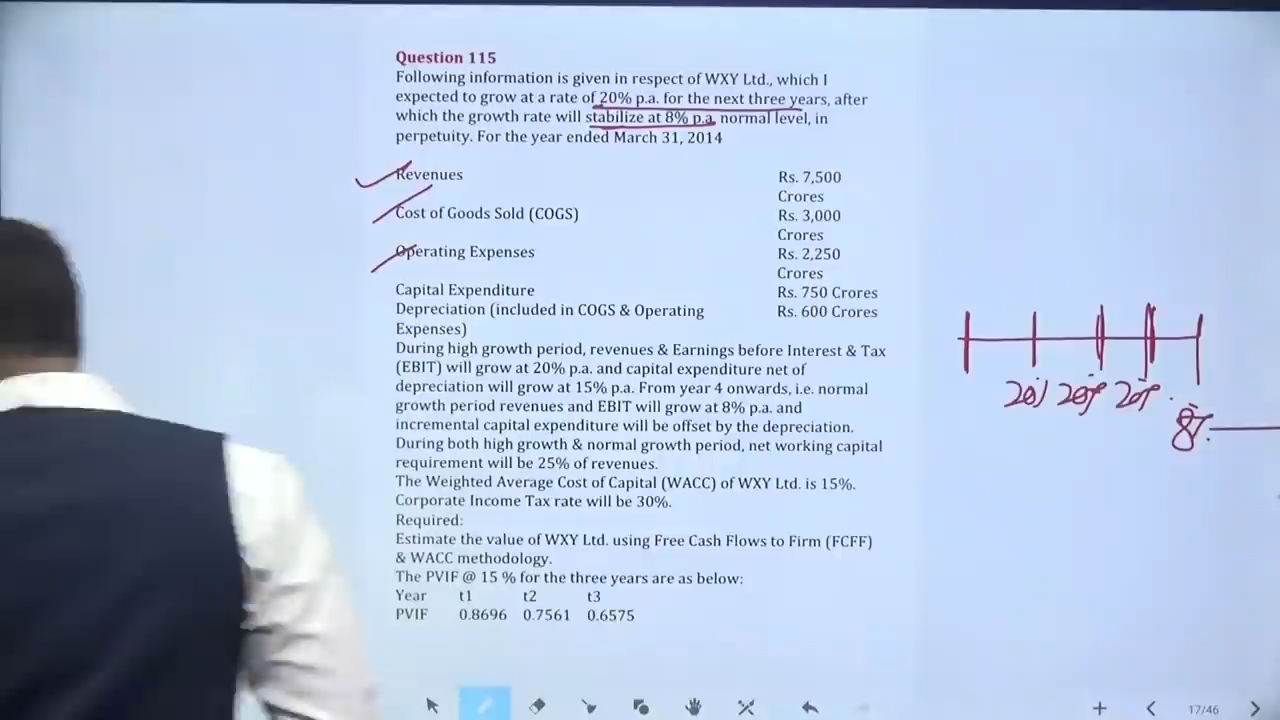 Question 115
Following information is given in respect of WXY Ltd., which I
expected to grow at a rate of 20% p.a. for the next three years, after
which the growth rate will stabilize at 8% p.a. normal level, in
perpetuity. For the year ended March 31, 2014
Revenues Rs. 7,500
Crores
Cost of Goods Sold (COGS) Rs. 3,000
Crores
Operating Expenses Rs. 2,250
Crores
Capital Expenditure Rs. 750 Crores
Depreciation (included in COGS & Operating Rs. 600 Crores
Expenses)
During high growth period, revenues & Earnings before Interest & Tax
(EBIT) will grow at 20% p.a. and capital expenditure net of
depreciation will grow at 15% p.a. From year 4 onwards, i.e. normal
growth period revenues and EBIT will grow at 8% p.a. and
incremental capital expenditure will be offset by the depreciation.
During both high growth & normal growth period, net working capital
requirement will be 25% of revenues.
The Weighted Average Cost of Capital (WACC) of WXY Ltd. is 15%.
Corporate Income Tax rate will be 30%.
Required:
Estimate the value of WXY Ltd. using Free Cash Flows to Firm (FCFF)
& WACC methodology.
The PVIF @ 15 % for the three years are as below:
Year t1 t2 t3
PVIF 0.8696 0.7561 0.6575
20% 20% 20%
8%
17/46